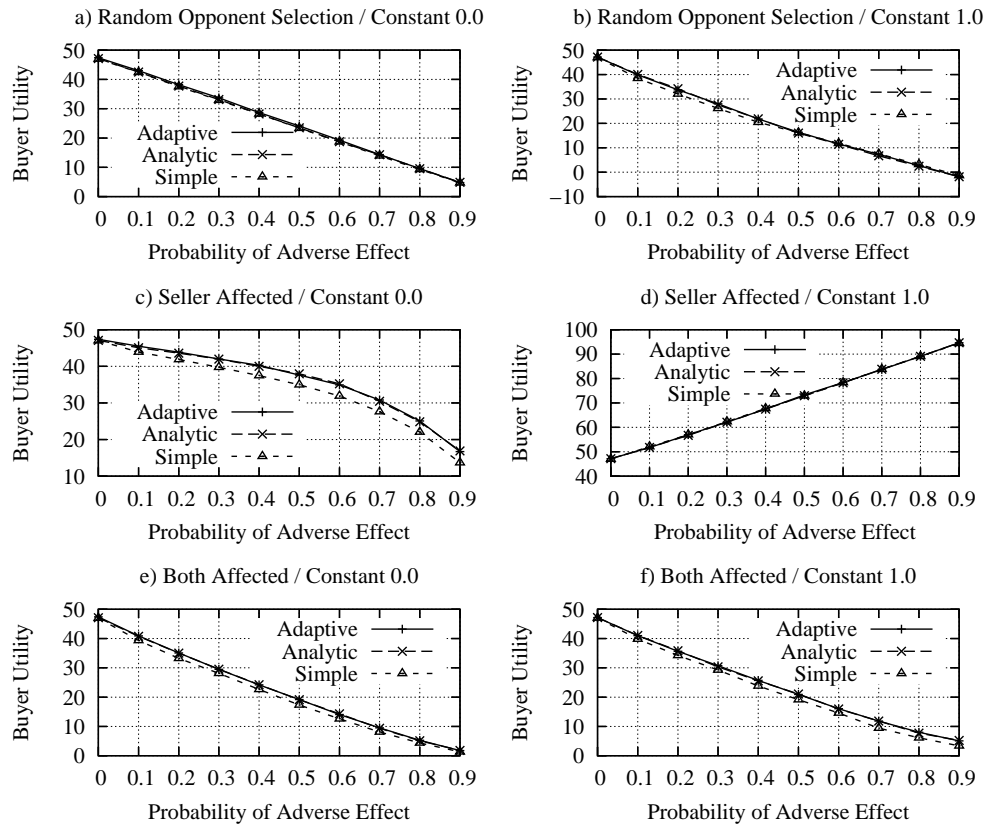 a) Random Opponent Selection / Constant 0.0
50
40
30
20
10
0
Buyer Utility
Adaptive
Analytic
Simple
0 0.1 0.2 0.3 0.4 0.5 0.6 0.7 0.8 0.9
Probability of Adverse Effect
b) Random Opponent Selection / Constant 1.0
50
40
30
20
10
0
−10
Buyer Utility
Adaptive
Analytic
Simple
0 0.1 0.2 0.3 0.4 0.5 0.6 0.7 0.8 0.9
Probability of Adverse Effect
c) Seller Affected / Constant 0.0
50
40
30
20
10
Buyer Utility
Adaptive
Analytic
Simple
0 0.1 0.2 0.3 0.4 0.5 0.6 0.7 0.8 0.9
Probability of Adverse Effect
d) Seller Affected / Constant 1.0
100
90
80
70
60
50
40
Buyer Utility
Adaptive
Analytic
Simple
0 0.1 0.2 0.3 0.4 0.5 0.6 0.7 0.8 0.9
Probability of Adverse Effect
e) Both Affected / Constant 0.0
50
40
30
20
10
0
Buyer Utility
Adaptive
Analytic
Simple
0 0.1 0.2 0.3 0.4 0.5 0.6 0.7 0.8 0.9
Probability of Adverse Effect
f) Both Affected / Constant 1.0
50
40
30
20
10
0
Buyer Utility
Adaptive
Analytic
Simple
0 0.1 0.2 0.3 0.4 0.5 0.6 0.7 0.8 0.9
Probability of Adverse Effect